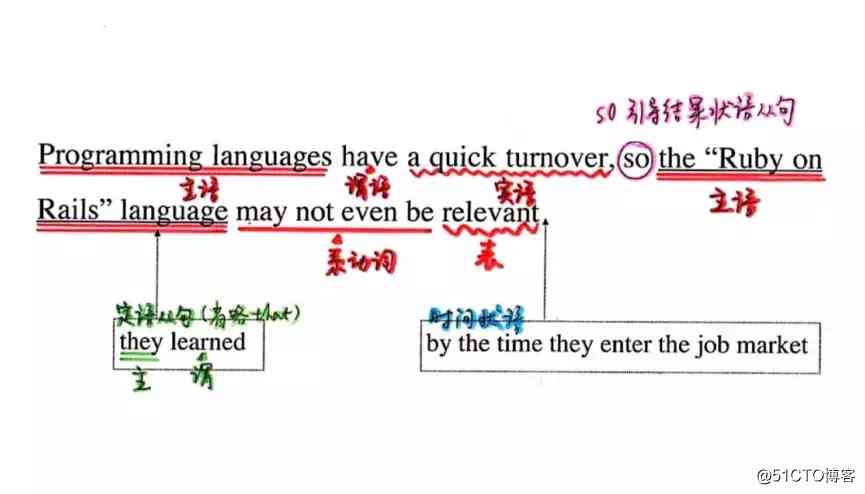 so 引导结果状语从句
Programming languages have a quick turnover, so the “Ruby on
主语 谓语 宾语 主语
Rails” language may not even be relevant
系动词 表
定语从句(省略that) 时间状语
they learned by the time they enter the job market
主 谓
@51CTO博客